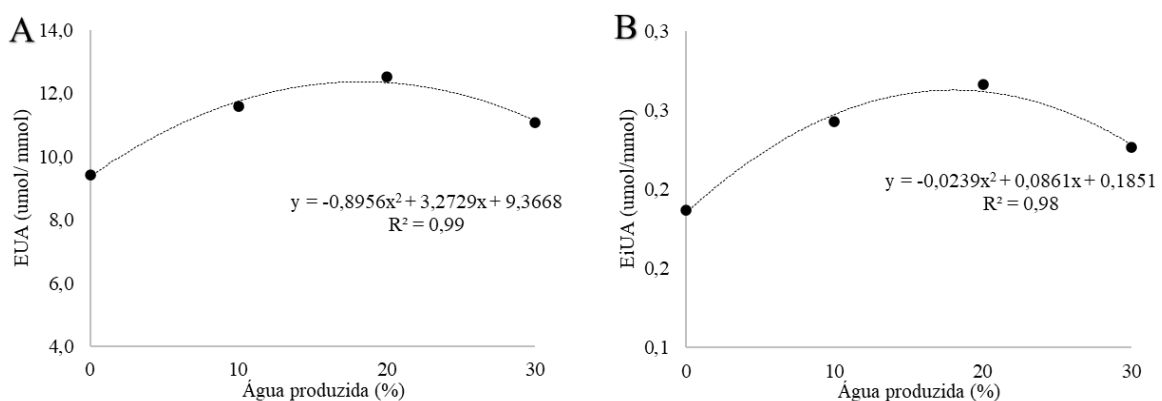 A
14,0
12,0
10,0
8,0
6,0
4,0
EUA (umol/ mmol)
y = -0,8956x² + 3,2729x + 9,3668
R² = 0,99
0
10
20
30
Água produzida (%)
B
0,3
0,3
0,2
0,2
0,1
EiUA (umol/mmol)
y = -0,0239x² + 0,0861x + 0,1851
R² = 0,98
0
10
20
30
Água produzida (%)